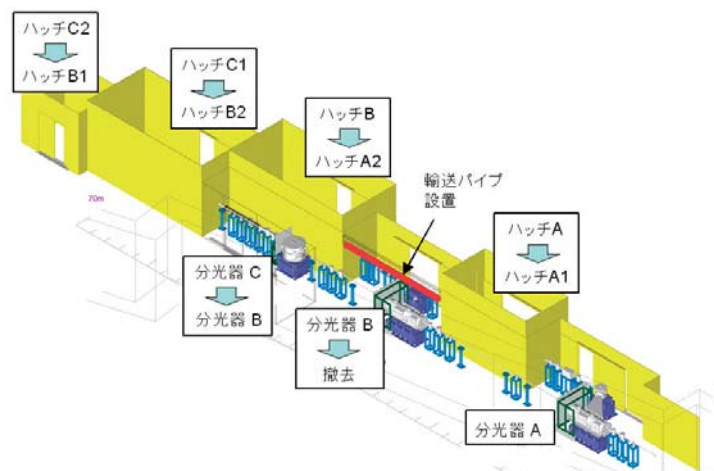 ハッチC2
ハッチB1
ハッチC1
ハッチB2
ハッチB
ハッチA2
輸送パイプ
設置
ハッチA
ハッチA1
70m
分光器 C
分光器 B
分光器 B
撤去
分光器 A